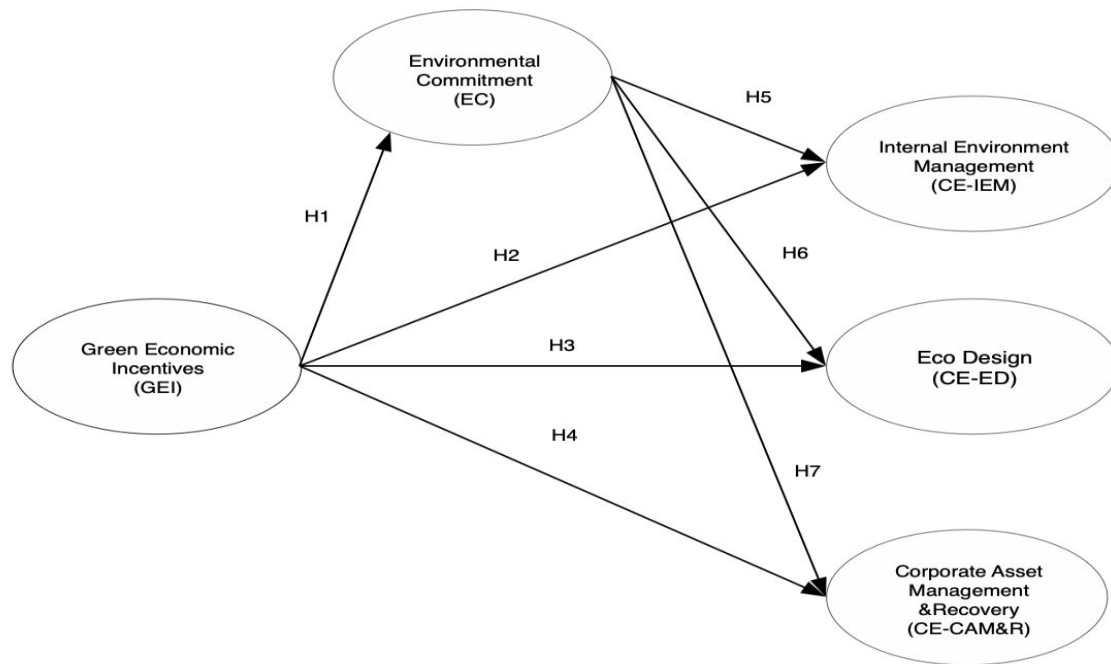 Environmental
Commitment
(EC)
H5
Internal Environment
Management
(CE-IEM)
H1
H2
H6
Green Economic
Incentives
(GEI)
H3
Eco Design
(CE-ED)
H4
H7
Corporate Asset
Management
&Recovery
(CE-CAM&R)